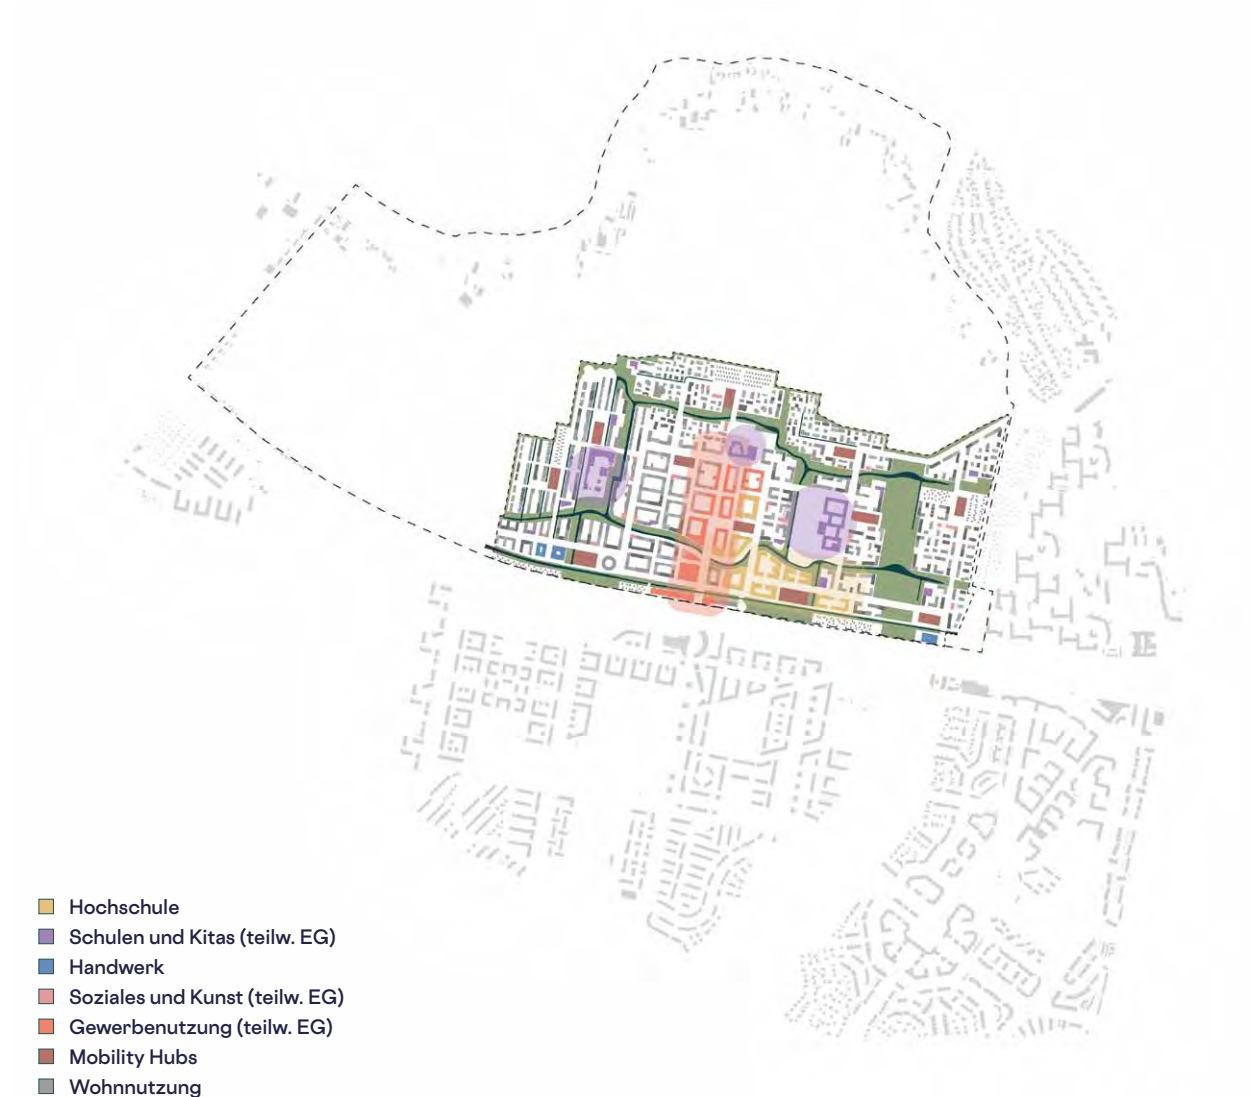 Hochschule
Schulen und Kitas (teilw. EG)
Handwerk
Soziales und Kunst (teilw. EG)
Gewerbenutzung (teilw. EG)
Mobility Hubs
Wohnnutzung